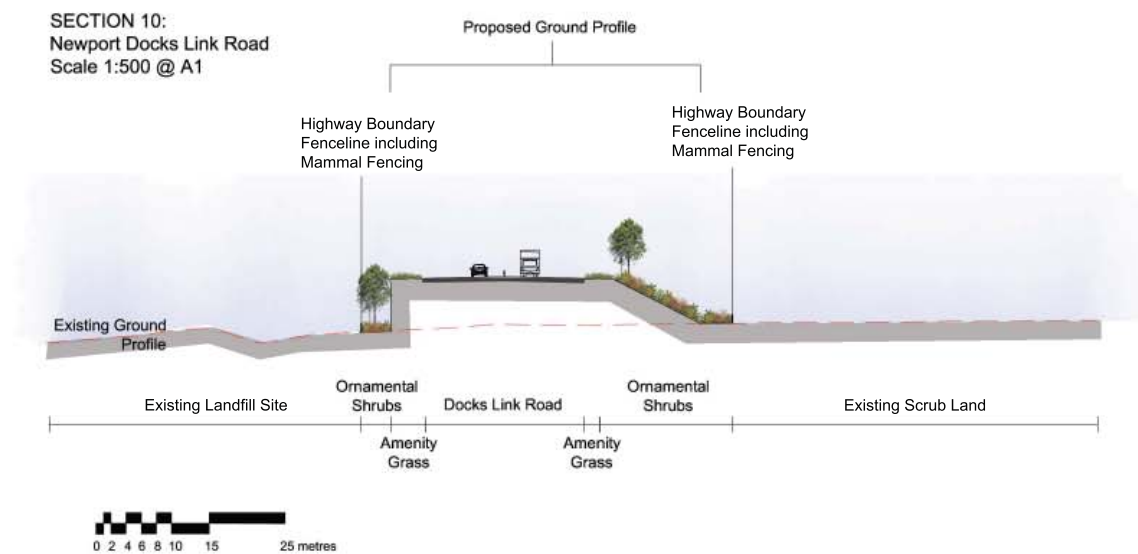 SECTION 10:
Newport Docks Link Road
Scale 1:500 @ A1
Proposed Ground Profile
Highway Boundary
Fenceline including
Mammal Fencing
Highway Boundary
Fenceline including
Mammal Fencing
Existing Ground
Profile
Existing Landfill Site
Ornamental
Shrubs
Amenity
Grass
Docks Link Road
Amenity
Grass
Ornamental
Shrubs
Existing Scrub Land
0 2 4 6 8 10 15 25 metres